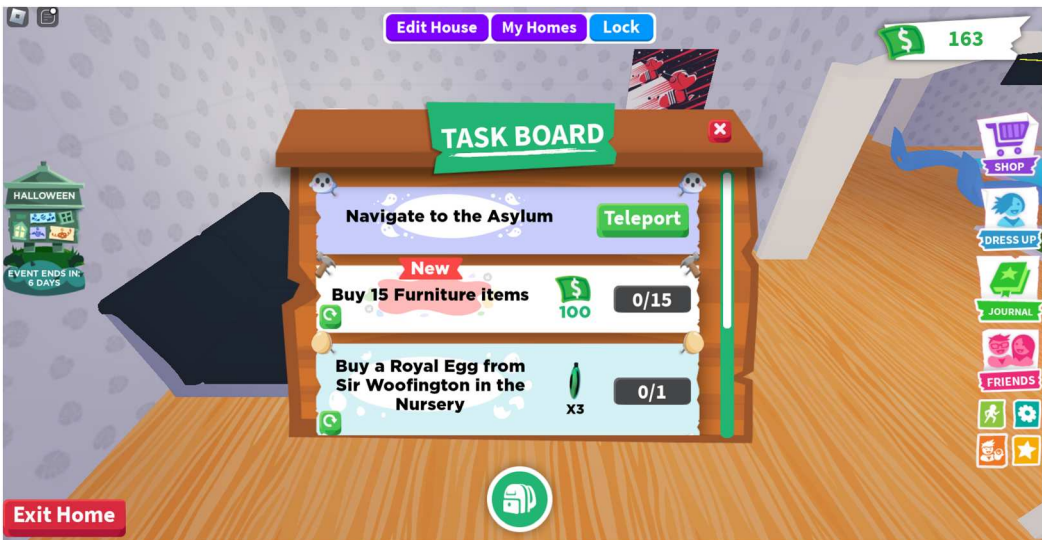 Edit House
My Homes
Lock
163
TASK BOARD
HALLOWEEN
EVENT ENDS IN:
6 DAYS
Navigate to the Asylum
Teleport
New
Buy 15 Furniture items
100
0/15
Buy a Royal Egg from
Sir Woofington in the
Nursery
X3
0/1
SHOP
DRESS UP
JOURNAL
FRIENDS
Exit Home